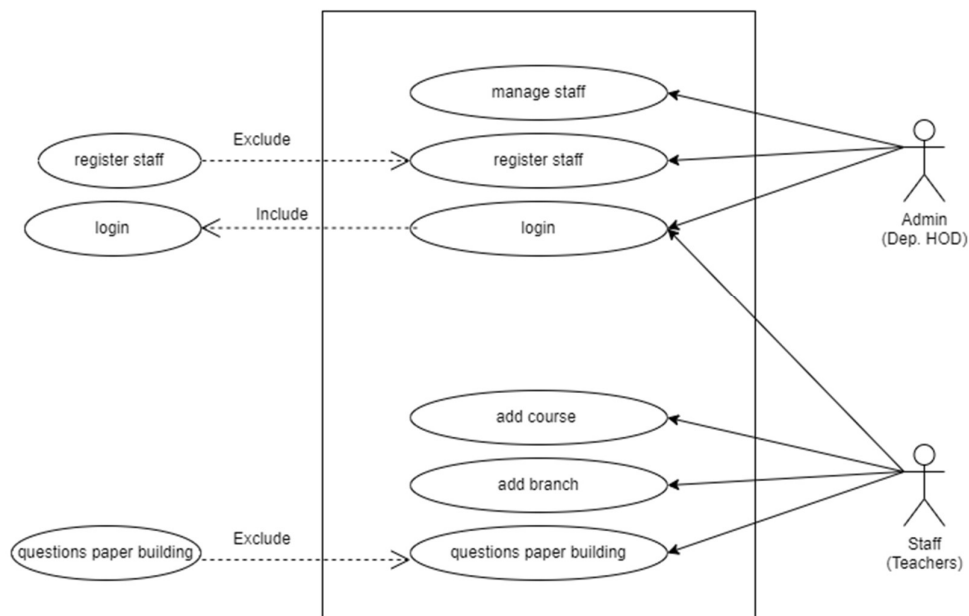 manage staff
Exclude
register staff
register staff
Include
login
login
Admin
(Dep. HOD)
add course
add branch
Exclude
questions paper building
questions paper building
Staff
(Teachers)